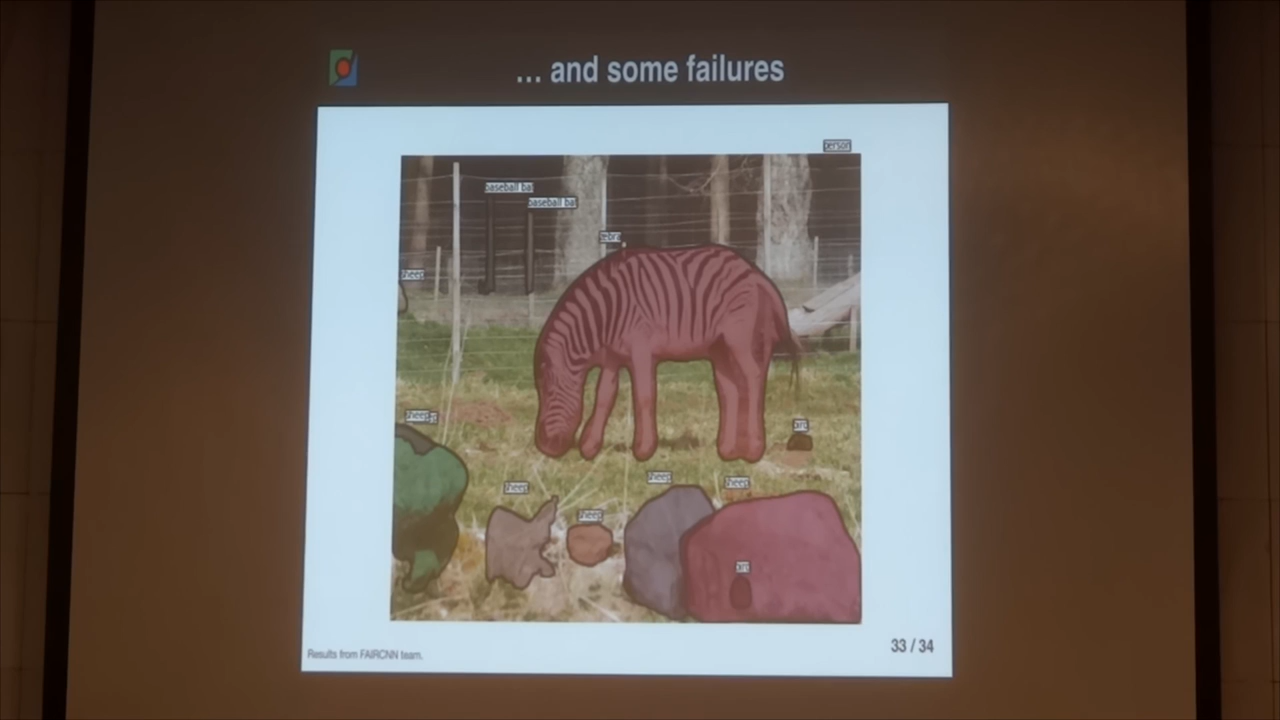 ... and some failures
person
baseball bat
baseball bat
zebra
sheep
sheep
sheep
sheep
sheep
sheep
33 / 34
Results from FAIRCNN team.